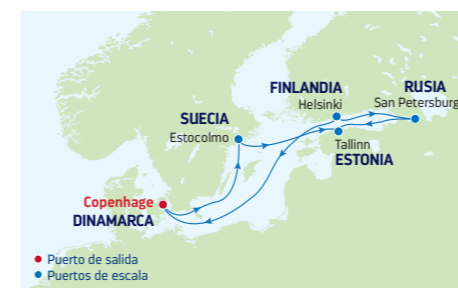 FINLANDIA
Helsinki
RUSIA
San Petersburg
SUECIA
Estocolmo
Tallinn
ESTONIA
Copenhage
DINAMARCA
Puerto de salida
Puertos de escala